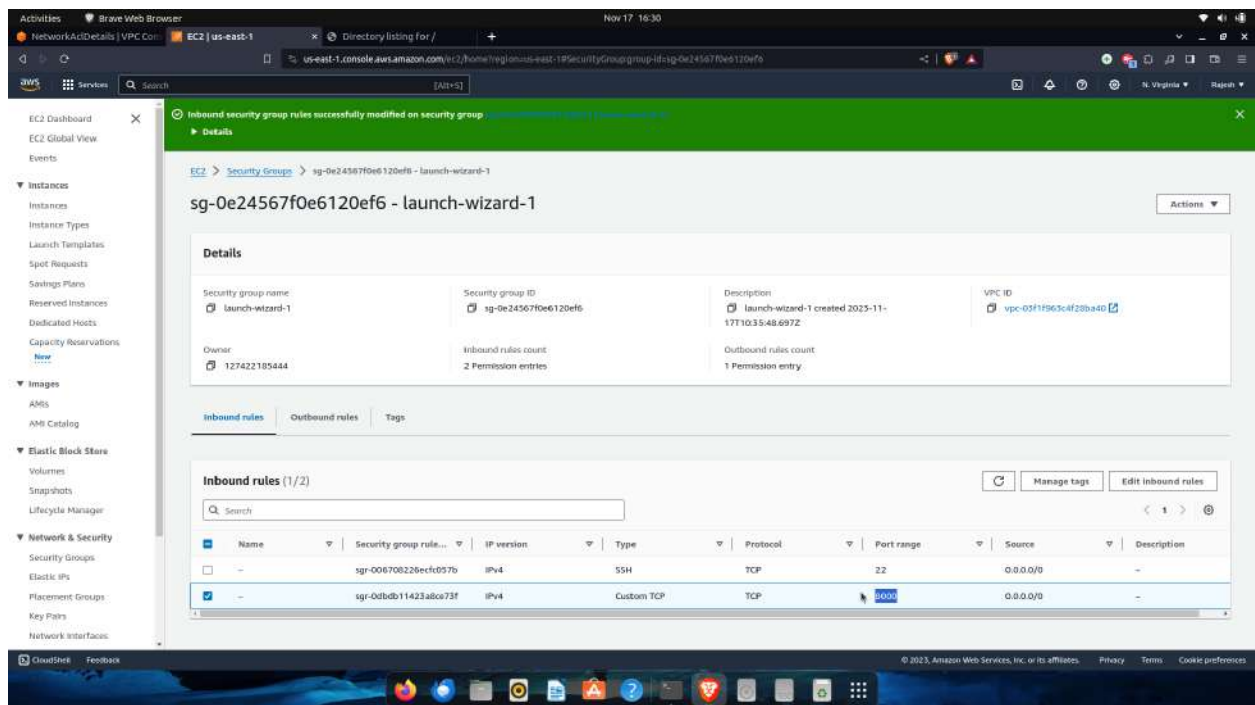 Activities
Brave Web Browser
Nov 17 16:30
NetworkAclDetails | VPC Con
EC2 | us-east-1
×
Directory listing for /
+
us-east-1.console.aws.amazon.com/ec2/home?region=us-east-1#SecurityGroup:group-id=sg-0e24567f0e6120ef6
aws
Services
Search
[Alt+S]
N. Virginia
Rajesh
EC2 Dashboard
EC2 Global View
Events
Instances
Instances
Instance Types
Launch Templates
Spot Requests
Savings Plans
Reserved Instances
Dedicated Hosts
Capacity Reservations
New
Images
AMIs
AMI Catalog
Elastic Block Store
Volumes
Snapshots
Lifecycle Manager
Network & Security
Security Groups
Elastic IPs
Placement Groups
Key Pairs
Network Interfaces
Inbound security group rules successfully modified on security group
Details
EC2 > Security Groups > sg-0e24567f0e6120ef6 - launch-wizard-1
sg-0e24567f0e6120ef6 - launch-wizard-1
Actions
Details
Security group name
launch-wizard-1
Security group ID
sg-0e24567f0e6120ef6
Description
launch-wizard-1 created 2023-11-
17T10:35:48.697Z
VPC ID
vpc-03f1f963c4f28ba40
Owner
127422185444
Inbound rules count
2 Permission entries
Outbound rules count
1 Permission entry
Inbound rules
Outbound rules
Tags
Inbound rules (1/2)
Manage tags
Edit inbound rules
Search
1
Name
Security group rule...
IP version
Type
Protocol
Port range
Source
Description
–
sgr-006708226ecfc057b
IPv4
SSH
TCP
22
0.0.0.0/0
–
–
sgr-0dbdb11423a8ce73f
IPv4
Custom TCP
TCP
8000
0.0.0.0/0
–
CloudShell
Feedback
© 2023, Amazon Web Services, Inc. or its affiliates.
Privacy
Terms
Cookie preferences